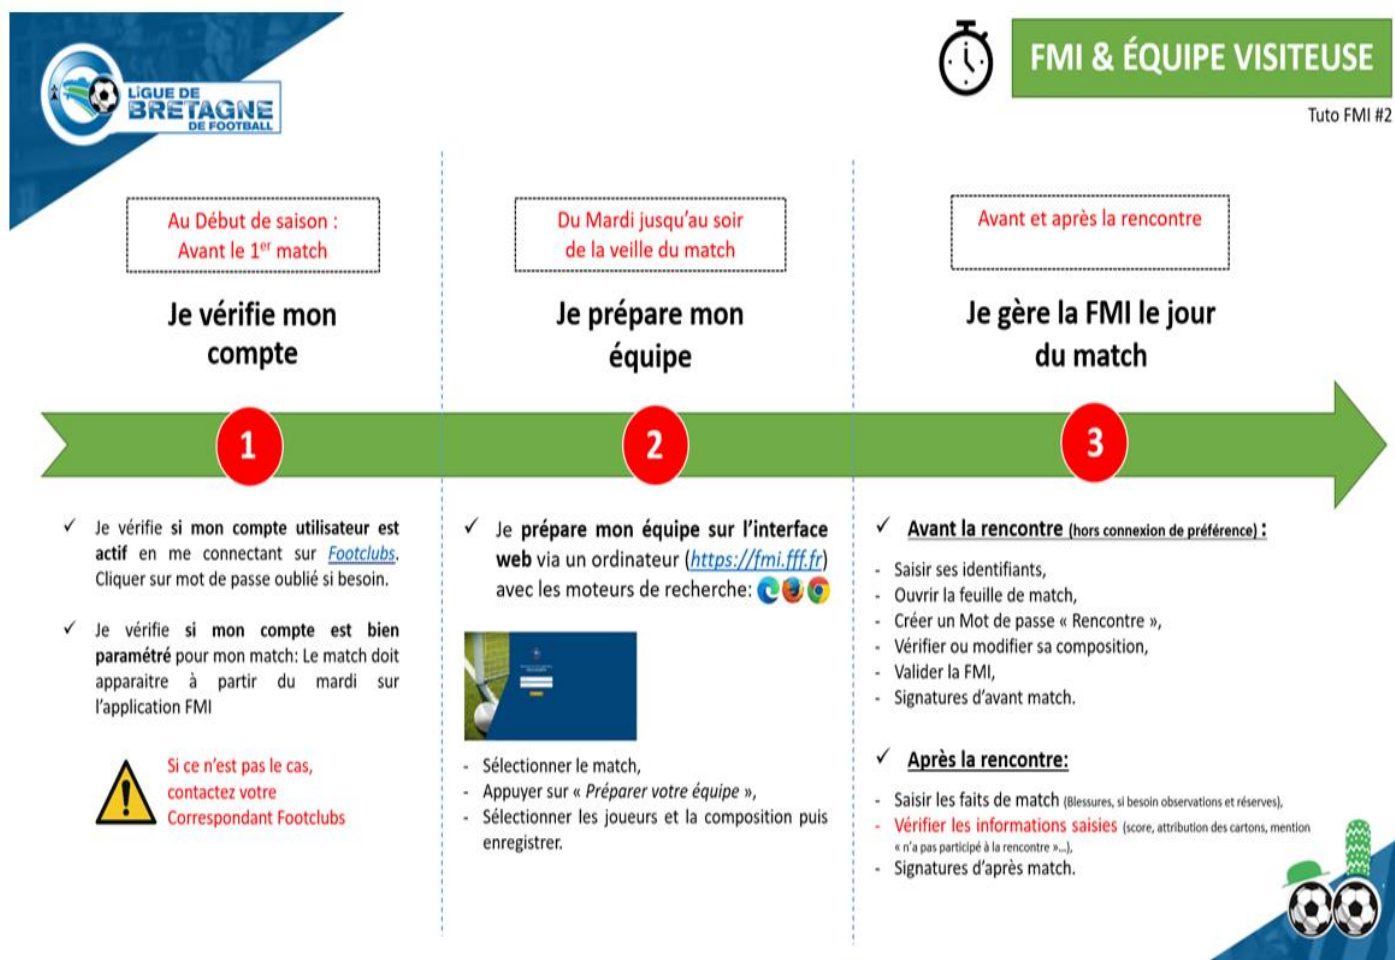 LiGUE DE
BRETAGNE
DE FOOTBALL
FMI & ÉQUIPE VISITEUSE
Tuto FMI #2
Au Début de saison :
Avant le 1er match
Je vérifie mon
compte
1
✓ Je vérifie si mon compte utilisateur est
actif en me connectant sur Footclubs.
Cliquer sur mot de passe oublié si besoin.
✓ Je vérifie si mon compte est bien
paramétré pour mon match: Le match doit
apparaitre à partir du mardi sur
l'application FMI
Si ce n'est pas le cas,
contactez votre
Correspondant Footclubs
Du Mardi jusqu'au soir
de la veille du match
Je prépare mon
équipe
2
✓ Je prépare mon équipe sur l'interface
web via un ordinateur (https://fmi.fff.fr)
avec les moteurs de recherche:
- Sélectionner le match,
- Appuyer sur « Préparer votre équipe »,
- Sélectionner les joueurs et la composition puis
enregistrer.
Avant et après la rencontre
Je gère la FMI le jour
du match
3
✓ Avant la rencontre (hors connexion de préférence) :
- Saisir ses identifiants,
- Ouvrir la feuille de match,
- Créer un Mot de passe « Rencontre »,
- Vérifier ou modifier sa composition,
- Valider la FMI,
- Signatures d'avant match.
✓ Après la rencontre:
- Saisir les faits de match (Blessures, si besoin observations et réserves),
- Vérifier les informations saisies (score, attribution des cartons, mention
« n'a pas participé à la rencontre »...),
- Signatures d'après match.